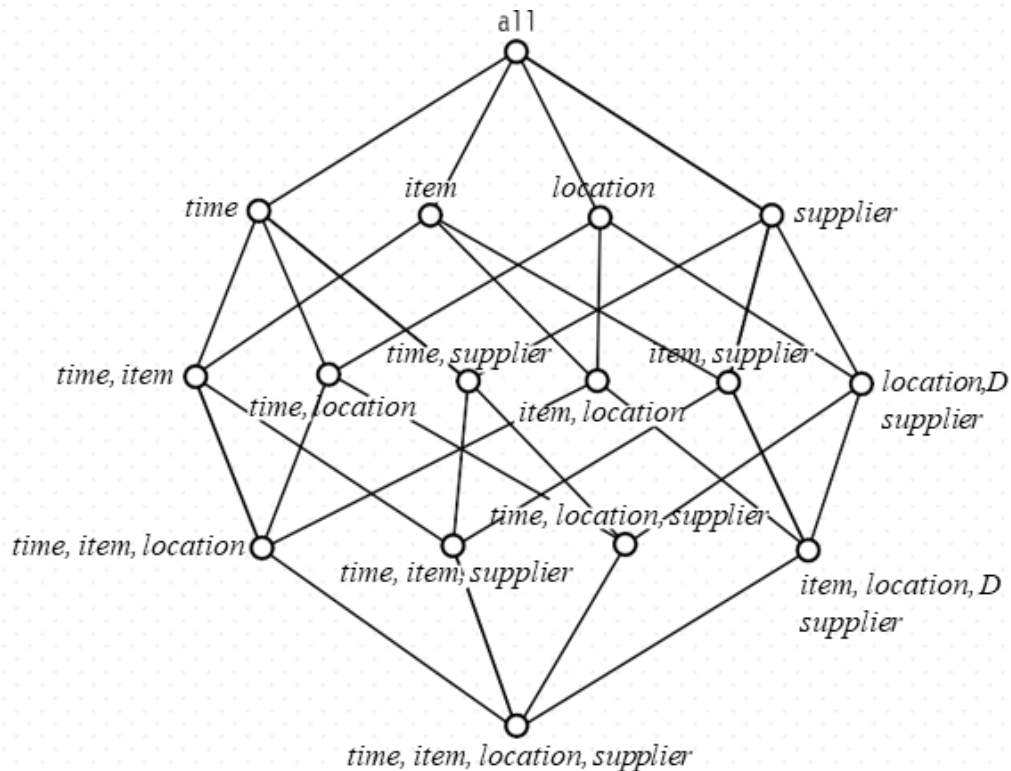 all
time
item
location
supplier
time, item
time, location
time, supplier
item, location
item, supplier
location,D
supplier
time, item, location
time, item, supplier
time, location, supplier
item, location, D
supplier
time, item, location, supplier